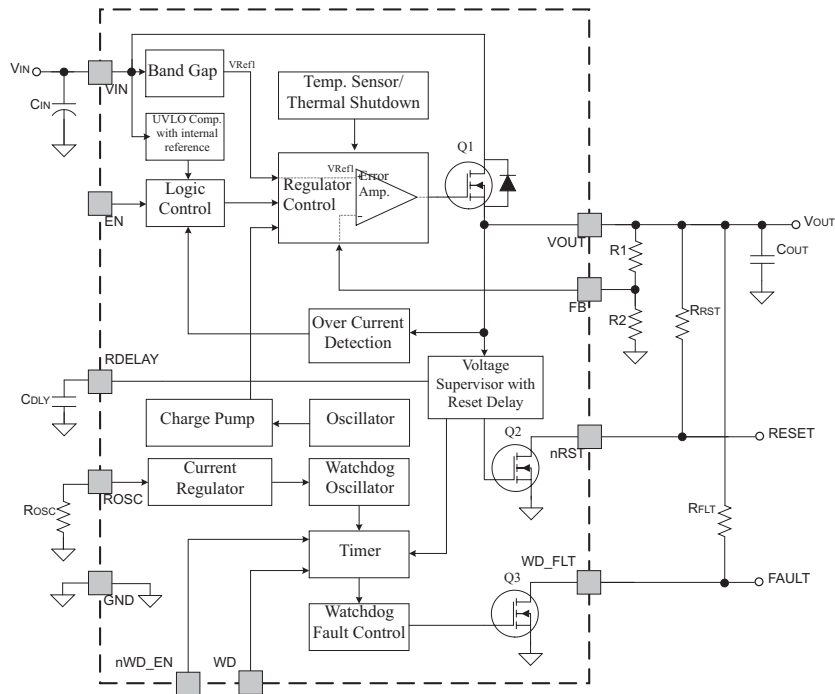 VIN
CIN
VIN
Band Gap
VRef1
UVLO Comp.
with internal
reference
Temp. Sensor/
Thermal Shutdown
Q1
EN
Logic
Control
Regulator
Control
VRef1
Error
Amp.
+
-
VOUT
VOUT
R1
COUT
FB
R2
RRST
Over Current
Detection
RDELAY
CDLY
Voltage
Supervisor with
Reset Delay
Charge Pump
Oscillator
Q2
nRST
RESET
ROSC
ROSC
Current
Regulator
Watchdog
Oscillator
RFLT
Timer
WD_FLT
FAULT
Q3
GND
Watchdog
Fault Control
nWD_EN
WD